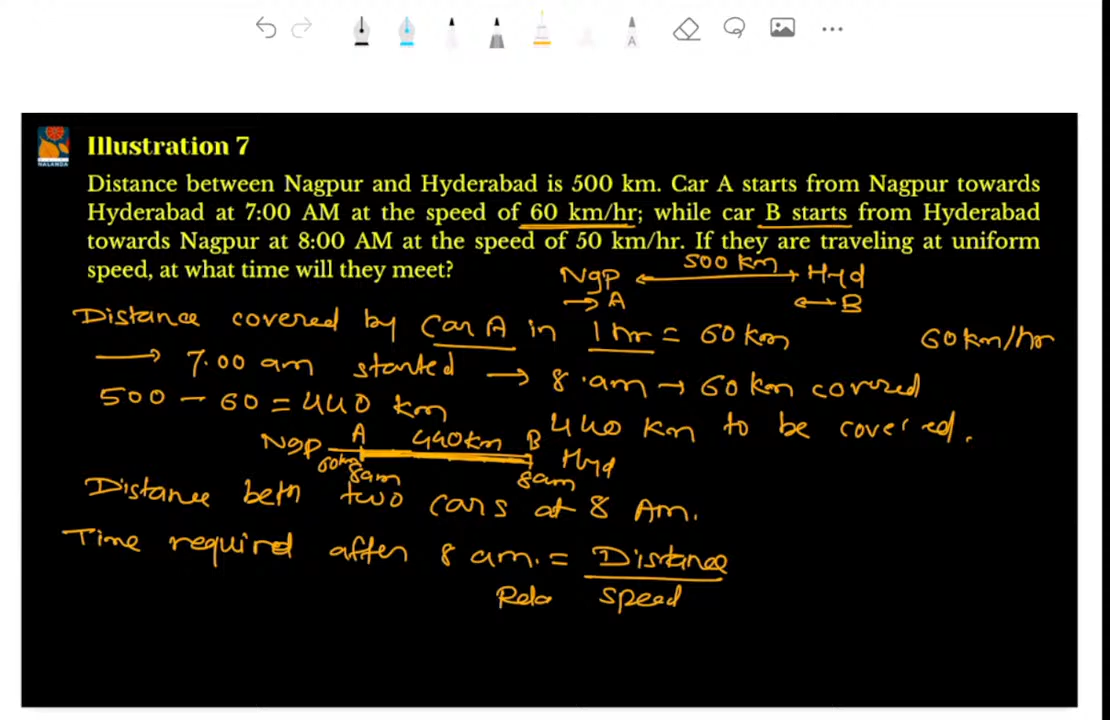 Illustration 7
Distance between Nagpur and Hyderabad is 500 km. Car A starts from Nagpur towards
Hyderabad at 7:00 AM at the speed of 60 km/hr; while car B starts from Hyderabad
towards Nagpur at 8:00 AM at the speed of 50 km/hr. If they are traveling at uniform
speed, at what time will they meet?
Ngp ← 500 km → Hyd
→ A ← B
Distance covered by Car A in 1 hr = 60 km 60 km/hr
→ 7.00 am started → 8.am → 60 km covered
500 - 60 = 440 km
440 km to be covered.
Ngp A 440km B Hyd
60km 8am 8am
Distance betn two cars at 8 Am.
Time required after 8 am. = Distance
Rela Speed
NALANDA
A